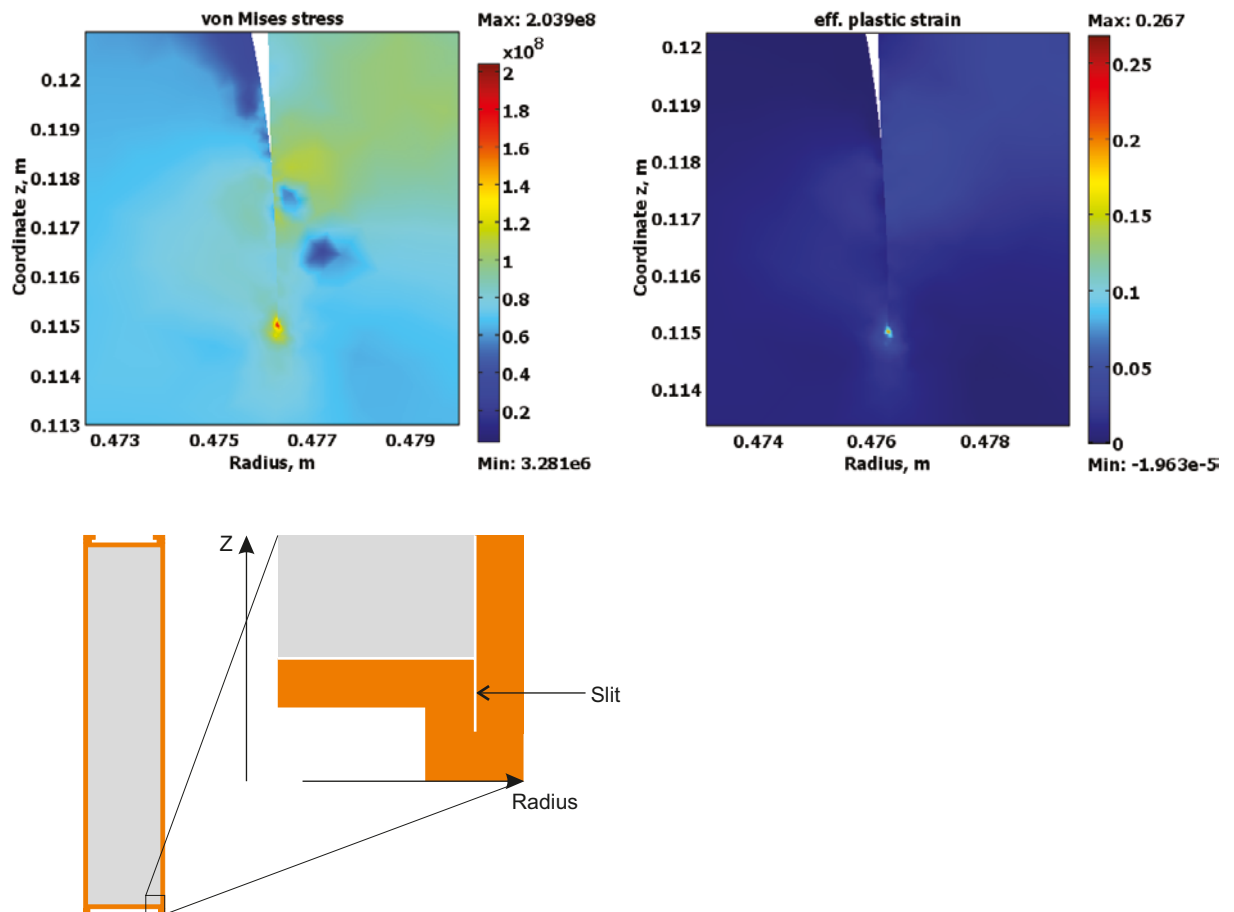 von Mises stress
Max: 2.039e8
x10^8
2
1.8
1.6
1.4
1.2
1
0.8
0.6
0.4
0.2
Min: 3.281e6
Coordinate z, m
0.12
0.119
0.118
0.117
0.116
0.115
0.114
0.113
0.473
0.475
0.477
0.479
Radius, m
eff. plastic strain
Max: 0.267
0.25
0.2
0.15
0.1
0.05
0
Min: -1.963e-5
Coordinate z, m
0.12
0.119
0.118
0.117
0.116
0.115
0.114
0.474
0.476
0.478
Radius, m
Z
Slit
Radius